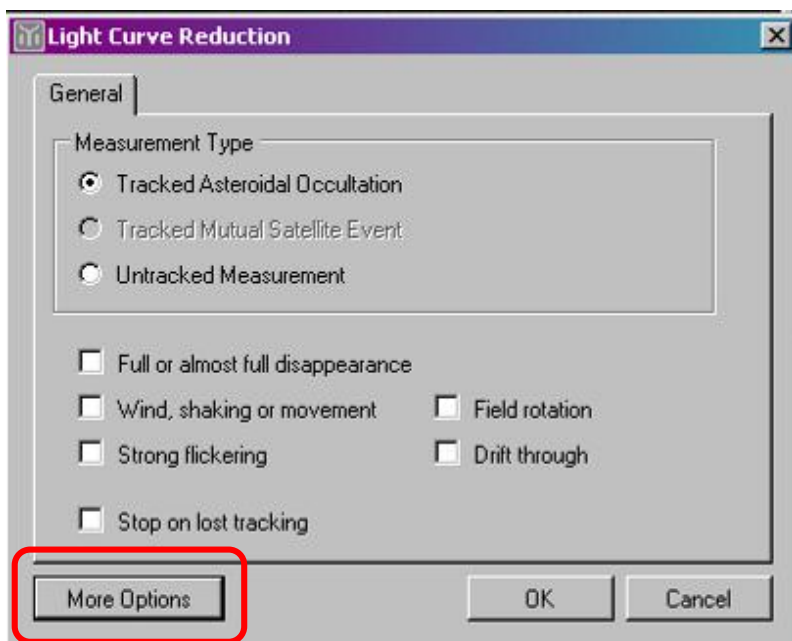 Light Curve Reduction
General
Measurement Type
Tracked Asteroidal Occultation
Tracked Mutual Satellite Event
Untracked Measurement
Full or almost full disappearance
Wind, shaking or movement
Field rotation
Strong flickering
Drift through
Stop on lost tracking
More Options
OK
Cancel